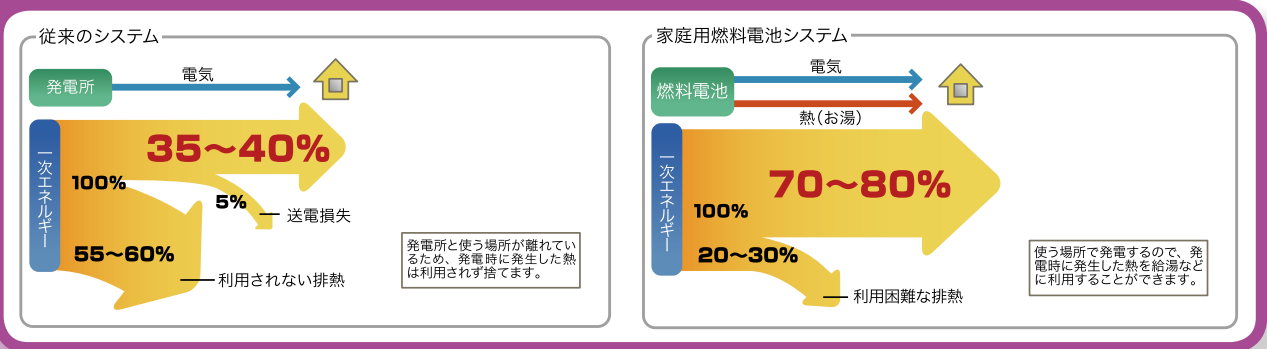 従来のシステム
発電所
電気
一次エネルギー
35〜40%
100%
5%
送電損失
55〜60%
利用されない排熱
発電所と使う場所が離れてい
るため、発電時に発生した熱
は利用されず捨てます。
家庭用燃料電池システム
燃料電池
電気
熱(お湯)
一次エネルギー
70〜80%
100%
20〜30%
利用困難な排熱
使う場所で発電するので、発
電時に発生した熱を給湯など
に利用することができます。